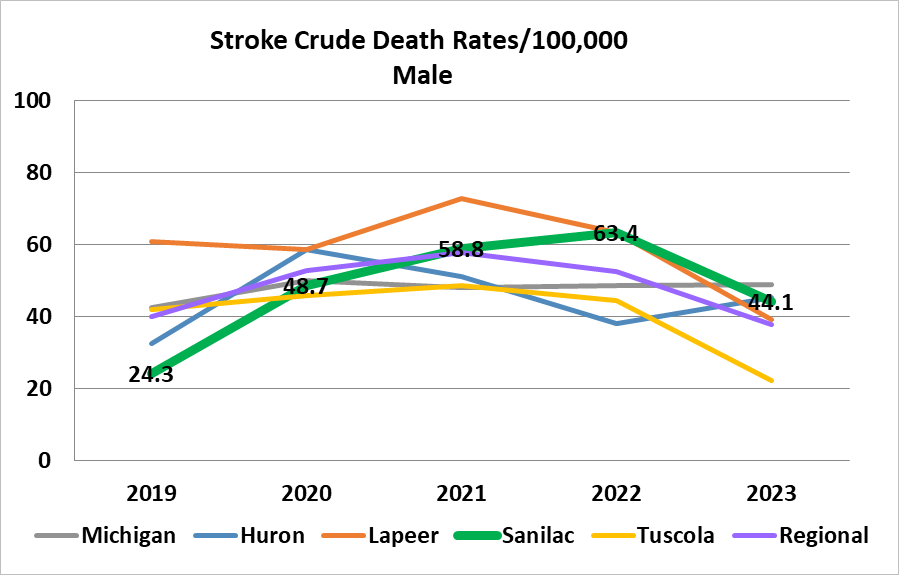 Stroke Crude Death Rates/100,000
Male
100
80
60
40
20
0
24.3
48.7
58.8
63.4
44.1
2019 2020 2021 2022 2023
Michigan Huron Lapeer Sanilac Tuscola Regional